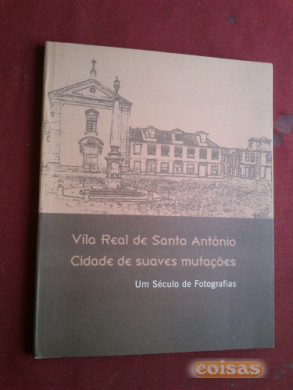 Vila Real de Santo António
Cidade de suaves mutações
Um Século de Fotografias
coisas